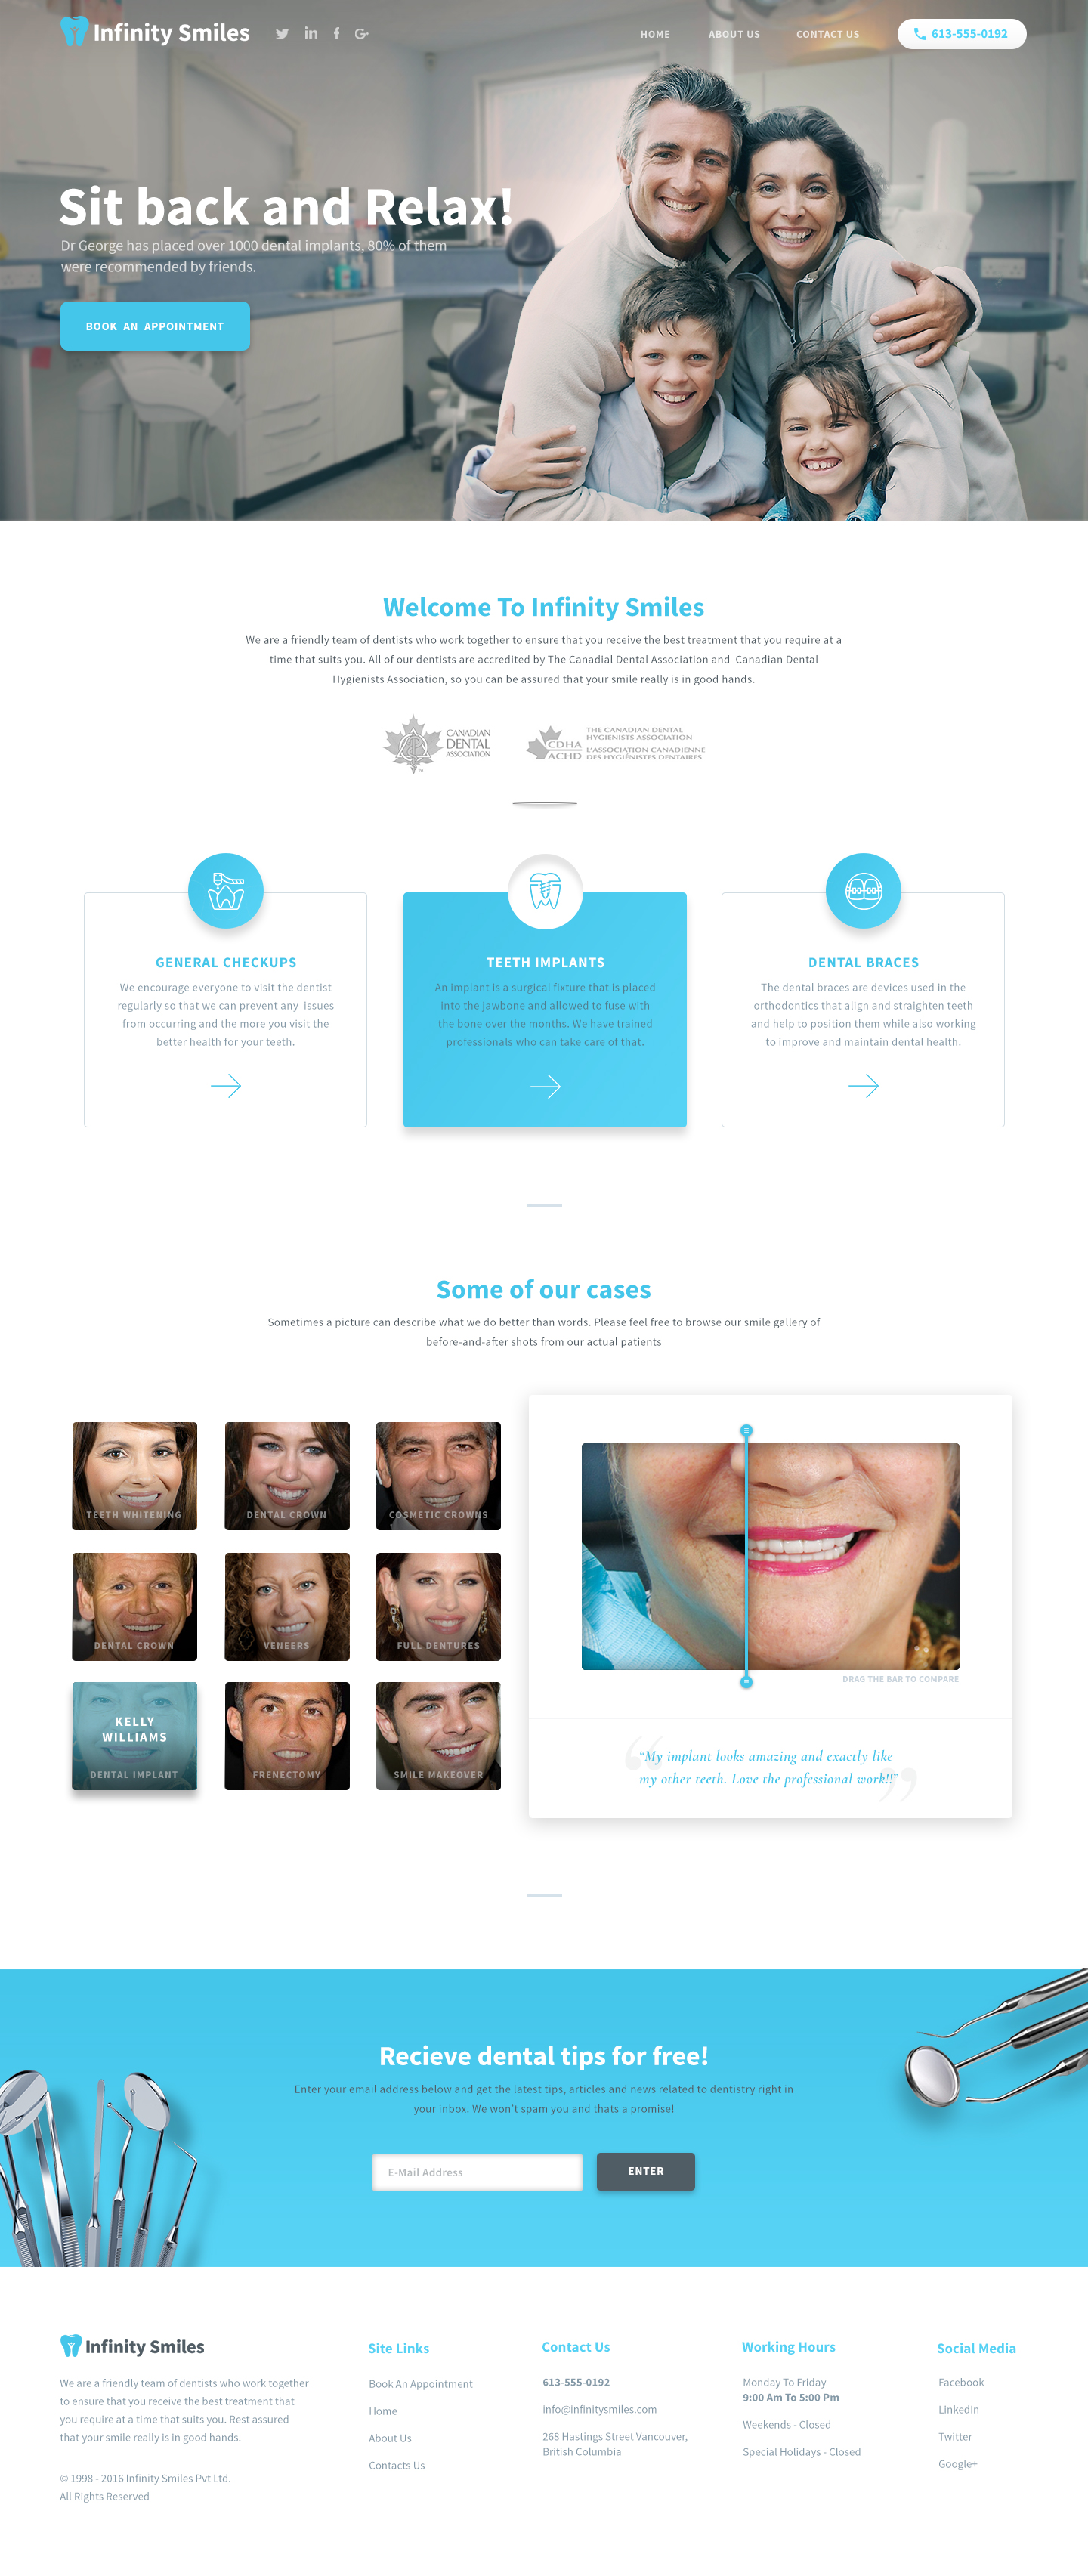 Infinity Smiles
HOME ABOUT US CONTACT US 613-555-0192
Sit back and Relax!
Dr George has placed over 1000 dental implants, 80% of them
were recommended by friends.
BOOK AN APPOINTMENT
Welcome To Infinity Smiles
We are a friendly team of dentists who work together to ensure that you receive the best treatment that you require at a
time that suits you. All of our dentists are accredited by The Canadial Dental Association and Canadian Dental
Hygienists Association, so you can be assured that your smile really is in good hands.
CANADIAN
DENTAL
ASSOCIATION
CDHA
ACHD
THE CANADIAN DENTAL
HYGIENISTS ASSOCIATION
L'ASSOCIATION CANADIENNE
DES HYGIÉNISTES DENTAIRES
GENERAL CHECKUPS
We encourage everyone to visit the dentist
regularly so that we can prevent any issues
from occurring and the more you visit the
better health for your teeth.
TEETH IMPLANTS
An implant is a surgical fixture that is placed
into the jawbone and allowed to fuse with
the bone over the months. We have trained
professionals who can take care of that.
DENTAL BRACES
The dental braces are devices used in the
orthodontics that align and straighten teeth
and help to position them while also working
to improve and maintain dental health.
Some of our cases
Sometimes a picture can describe what we do better than words. Please feel free to browse our smile gallery of
before-and-after shots from our actual patients
TEETH WHITENING
DENTAL CROWN
COSMETIC CROWNS
DENTAL CROWN
VENEERS
FULL DENTURES
KELLY
WILLIAMS
DENTAL IMPLANT
FRENECTOMY
SMILE MAKEOVER
DRAG THE BAR TO COMPARE
“My implant looks amazing and exactly like
my other teeth. Love the professional work!!”
Recieve dental tips for free!
Enter your email address below and get the latest tips, articles and news related to dentistry right in
your inbox. We won't spam you and thats a promise!
E-Mail Address
ENTER
Infinity Smiles
We are a friendly team of dentists who work together
to ensure that you receive the best treatment that
you require at a time that suits you. Rest assured
that your smile really is in good hands.
© 1998 - 2016 Infinity Smiles Pvt Ltd.
All Rights Reserved
Site Links
Book An Appointment
Home
About Us
Contacts Us
Contact Us
613-555-0192
info@infinitysmiles.com
268 Hastings Street Vancouver,
British Columbia
Working Hours
Monday To Friday
9:00 Am To 5:00 Pm
Weekends - Closed
Special Holidays - Closed
Social Media
Facebook
LinkedIn
Twitter
Google+